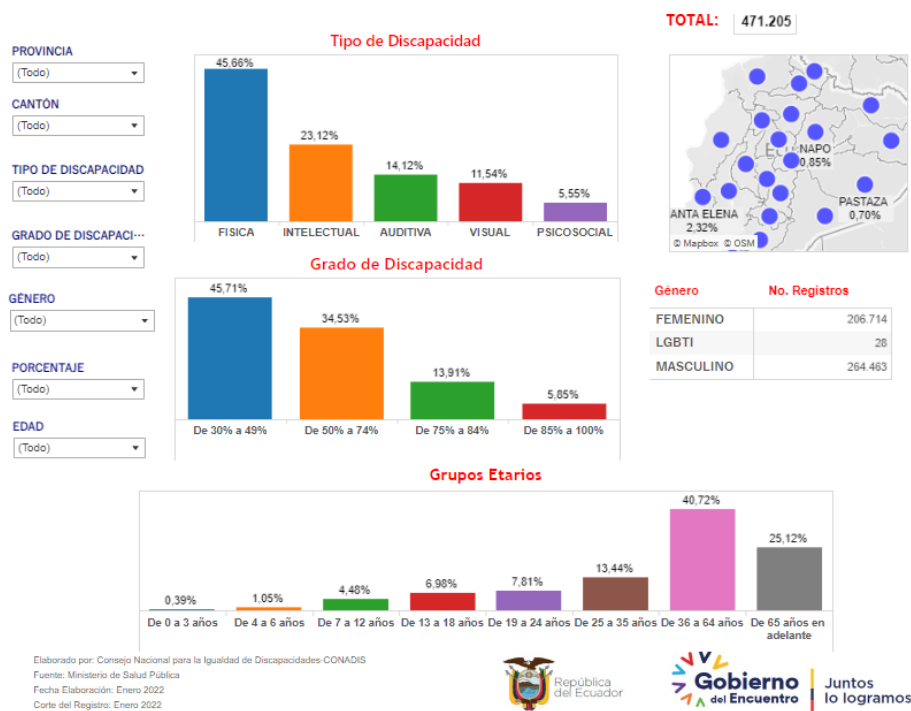 TOTAL: 471.205
PROVINCIA
(Todo)
CANTÓN
(Todo)
TIPO DE DISCAPACIDAD
(Todo)
GRADO DE DISCAPACI...
(Todo)
GÉNERO
(Todo)
PORCENTAJE
(Todo)
EDAD
(Todo)
Tipo de Discapacidad
45,66%
23,12%
14,12%
11,54%
5,55%
FISICA INTELECTUAL AUDITIVA VISUAL PSICOSOCIAL
NAPO
0,85%
PASTAZA
0,70%
ANTA ELENA
2,32%
© Mapbox © OSM
Grado de Discapacidad
45,71%
34,53%
13,91%
5,85%
De 30% a 49% De 50% a 74% De 75% a 84% De 85% a 100%
Género No. Registros
FEMENINO 206.714
LGBTI 28
MASCULINO 264.463
Grupos Etarios
0,39%
1,05%
4,48%
6,98%
7,81%
13,44%
40,72%
25,12%
De 0 a 3 años De 4 a 6 años De 7 a 12 años De 13 a 18 años De 19 a 24 años De 25 a 35 años De 36 a 64 años De 65 años en
adelante
Elaborado por: Consejo Nacional para la Igualdad de Discapacidades-CONADIS
Fuente: Ministerio de Salud Pública
Fecha Elaboración: Enero 2022
Corte del Registro: Enero 2022
República
del Ecuador
Gobierno
del Encuentro
Juntos
lo logramos